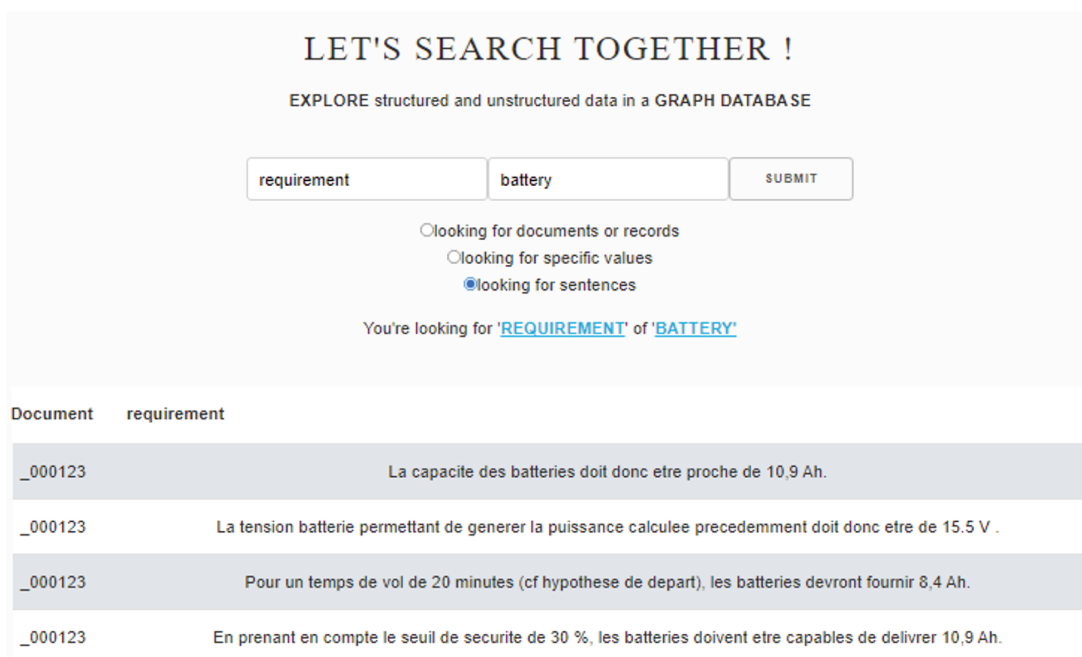 LET'S SEARCH TOGETHER !
EXPLORE structured and unstructured data in a GRAPH DATABASE
requirement battery SUBMIT
looking for documents or records
looking for specific values
looking for sentences
You're looking for 'REQUIREMENT' of 'BATTERY'
Document requirement
_000123 La capacite des batteries doit donc etre proche de 10,9 Ah.
_000123 La tension batterie permettant de generer la puissance calculee precedemment doit donc etre de 15.5 V .
_000123 Pour un temps de vol de 20 minutes (cf hypothese de depart), les batteries devront fournir 8,4 Ah.
_000123 En prenant en compte le seuil de securite de 30 %, les batteries doivent etre capables de delivrer 10,9 Ah.